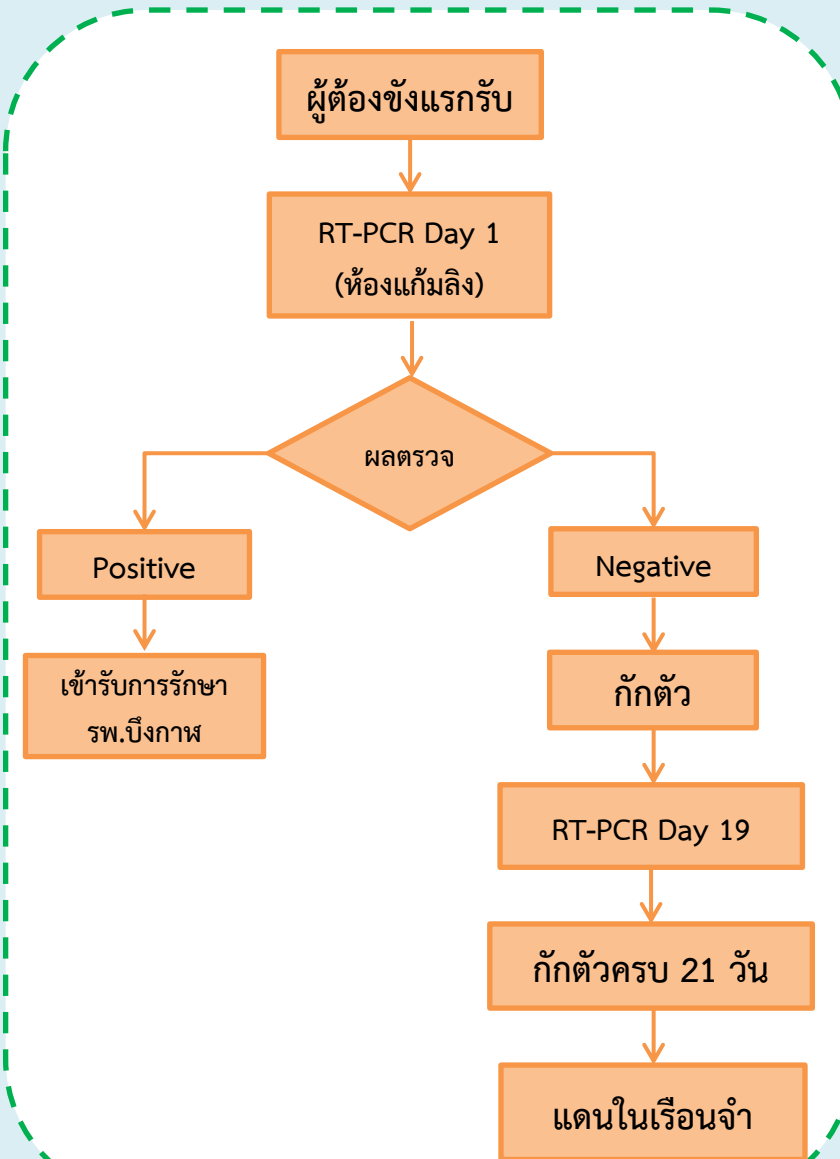 ผู้ต้องขังแรกรับ
RT-PCR Day 1
(ห้องแก้มลิง)
ผลตรวจ
Positive
เข้ารับการรักษา
รพ.บึงกาฬ
Negative
กักตัว
RT-PCR Day 19
กักตัวครบ 21 วัน
แดนในเรือนจำ